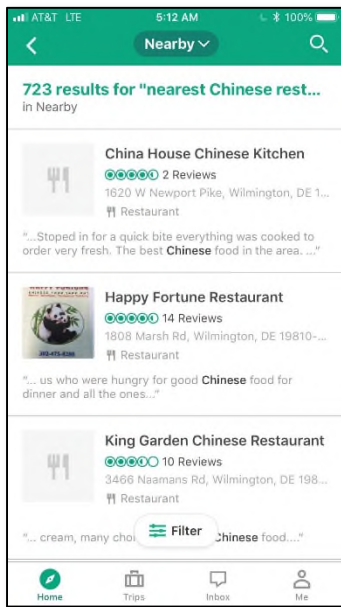 AT&T LTE 5:12 AM 100%
Nearby
723 results for "nearest Chinese rest...
in Nearby
China House Chinese Kitchen
2 Reviews
1620 W Newport Pike, Wilmington, DE 1...
Restaurant
"...Stoped in for a quick bite everything was cooked to
order very fresh. The best Chinese food in the area. ..."
Happy Fortune Restaurant
14 Reviews
1808 Marsh Rd, Wilmington, DE 19810-...
Restaurant
"... us who were hungry for good Chinese food for
dinner and all the ones..."
King Garden Chinese Restaurant
10 Reviews
3466 Naamans Rd, Wilmington, DE 198...
Restaurant
"... cream, many choi Filter Chinese food...."
Home Trips Inbox Me